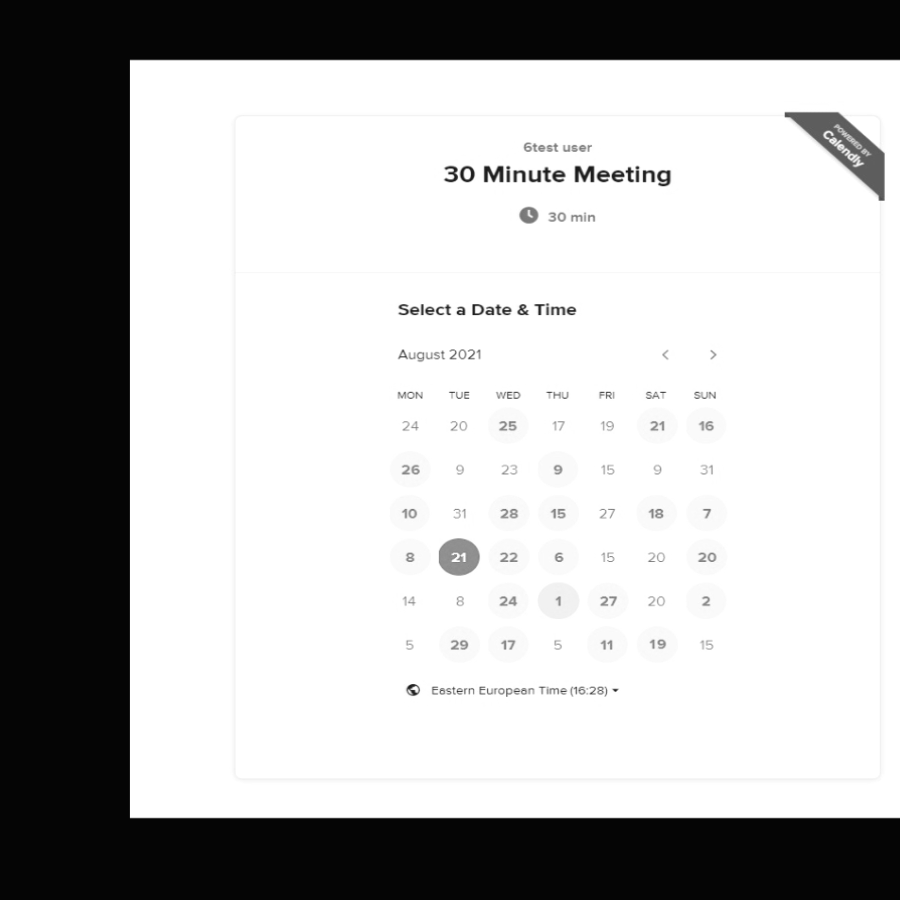 POWERED BY
Calendly
6test user
30 Minute Meeting
30 min
Select a Date & Time
August 2021
MON TUE WED THU FRI SAT SUN
24 20 25 17 19 21 16
26 9 23 9 15 9 31
10 31 28 15 27 18 7
8 21 22 6 15 20 20
14 8 24 1 27 20 2
5 29 17 5 11 19 15
Eastern European Time (16:28)